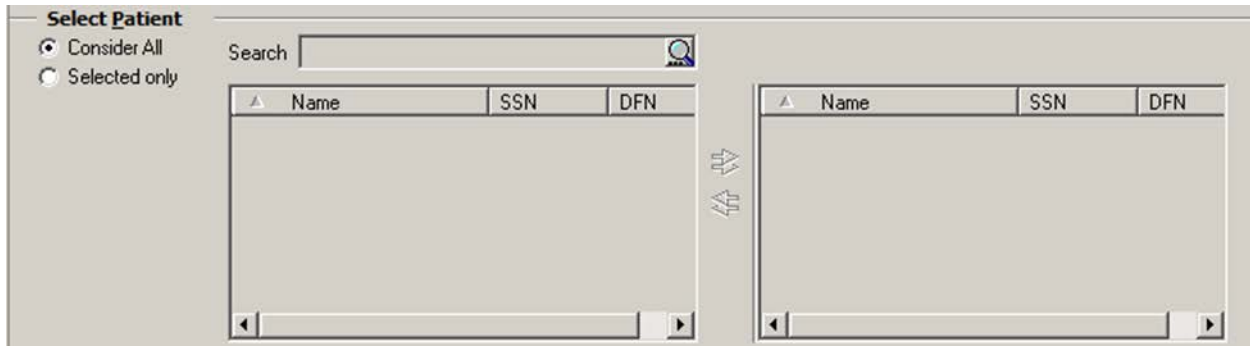 Select Patient
Consider All
Selected only
Search
Name SSN DFN
Name SSN DFN